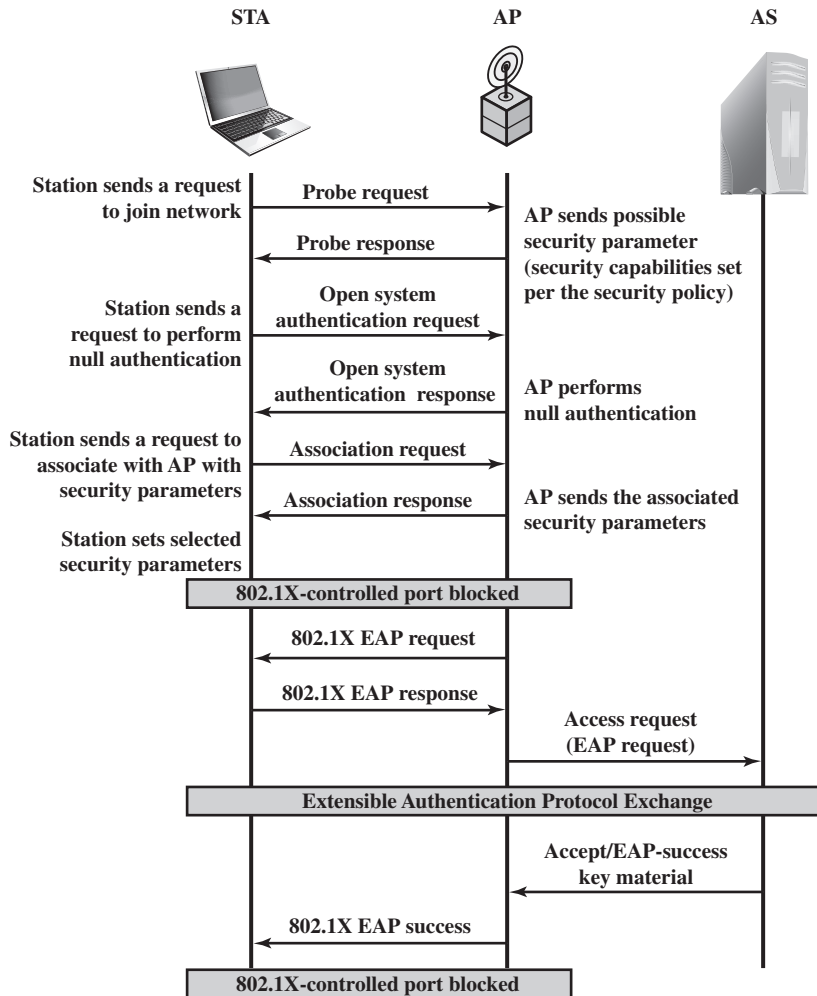 STA
AP
AS
Station sends a request
to join network
Probe request
AP sends possible
security parameter
(security capabilities set
per the security policy)
Probe response
Station sends a
request to perform
null authentication
Open system
authentication request
Open system
authentication response
AP performs
null authentication
Station sends a request to
associate with AP with
security parameters
Association request
Association response
AP sends the associated
security parameters
Station sets selected
security parameters
802.1X-controlled port blocked
802.1X EAP request
802.1X EAP response
Access request
(EAP request)
Extensible Authentication Protocol Exchange
Accept/EAP-success
key material
802.1X EAP success
802.1X-controlled port blocked